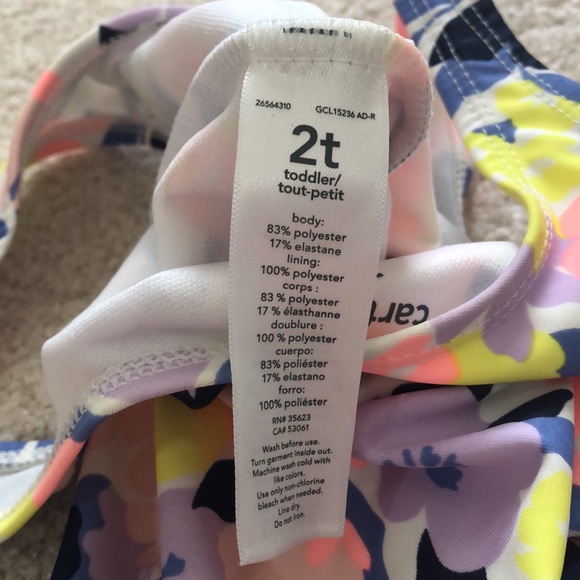 26564310 GCL15236 AD-R
2t
toddler/
tout-petit
body:
83% polyester
17% elastane
lining:
100% polyester
corps :
83 % polyester
17 % élasthanne
doublure :
100 % polyester
cuerpo:
83% poliéster
17% elastano
forro:
100% poliéster
RN# 35623
CA# 53061
Wash before use.
Turn garment inside out.
Machine wash cold with
like colors.
Use only non-chlorine
bleach when needed.
Line dry.
Do not iron.